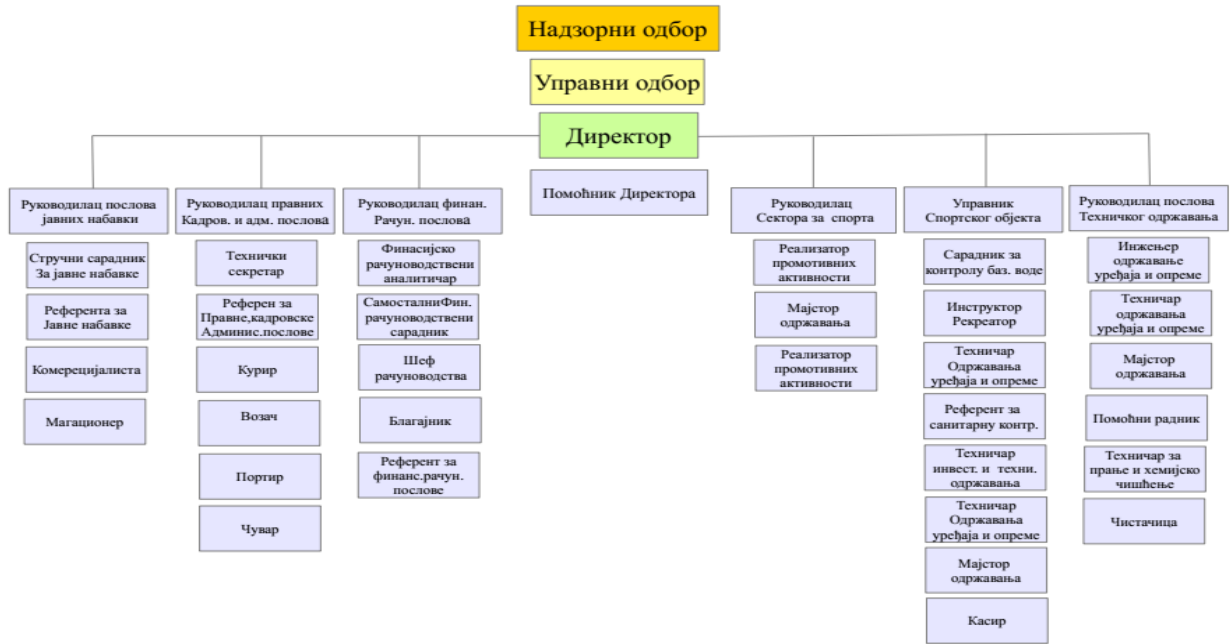 Надзорни одбор
Управни одбор
Директор
Помоћник Директора
Руководилац послова
јавних набавки
Стручни сарадник
За јавне набавке
Референта за
Јавне набавке
Комерецијалиста
Магационер
Руководилац правних
Кадров. и адм. послова
Технички
секретар
Референ за
Правне,кадровске
Админис.послове
Курир
Возач
Портир
Чувар
Руководилац финан.
Рачун. послова
Финасијско
рачуноводствени
аналитичар
СамосталниФин.
рачуноводствени
сарадник
Шеф
рачуноводства
Благајник
Референт за
финанс.рачун.
послове
Руководилац
Сектора за спорта
Реализатор
промотивних
активности
Мајстор
одржавања
Реализатор
промотивних
активности
Управник
Спортског објекта
Сарадник за
контролу баз. воде
Инструктор
Рекреатор
Техничар
Одржавања
уређаја и опреме
Референт за
санитарну контр.
Техничар
инвест. и техни.
одржавања
Техничар
Одржавања
уређаја и опреме
Мајстор
одржавања
Касир
Руководилац послова
Техничког одржавања
Инжењер
одржавање
уређаја и опреме
Техничар
одржавања
уређаја и опреме
Мајстор
одржавања
Помоћни радник
Техничар за
прање и хемијско
чишћење
Чистачица